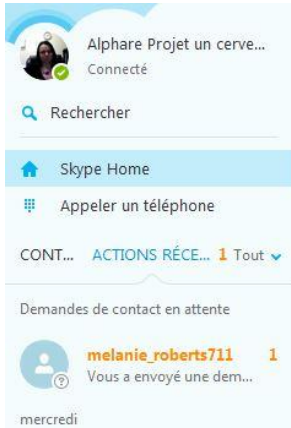 Alphare Projet un cerve...
Connecté
Rechercher
Skype Home
Appeler un téléphone
CONT... ACTIONS RÉCE... 1 Tout
Demandes de contact en attente
melanie_roberts711 1
Vous a envoyé une dem...
mercredi